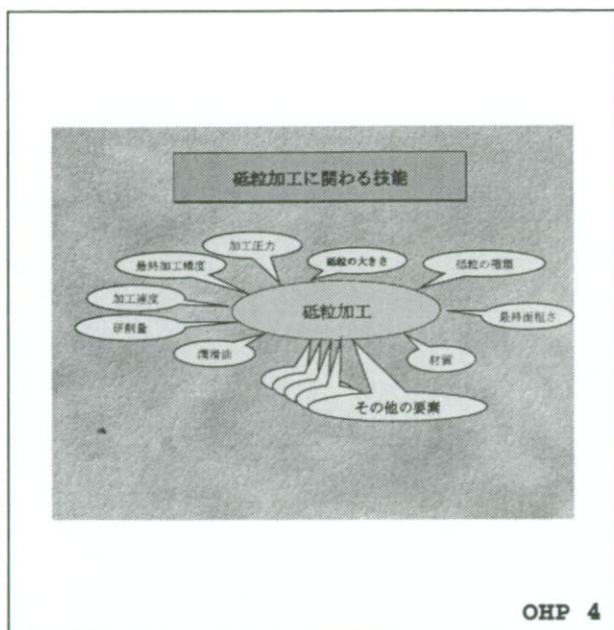 砥粒加工に関わる技能
加工圧力
砥粒の大きさ
砥粒の種類
最終加工精度
加工速度
砥粒加工
最終面粗さ
研削量
潤滑油
材質
その他の要素
OHP 4